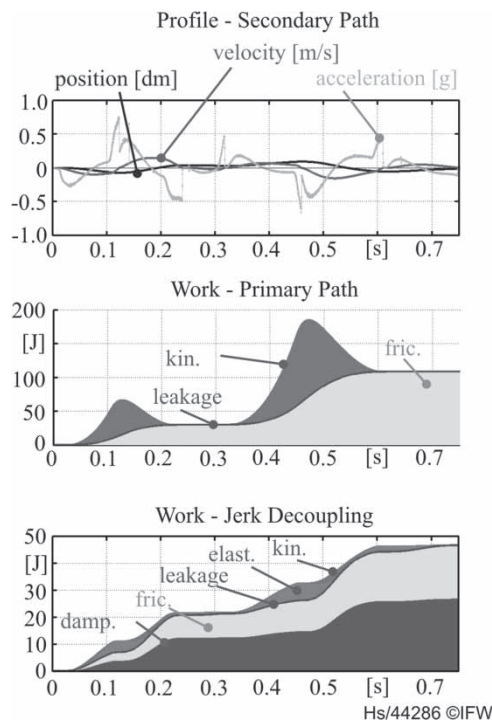 Profile - Secondary Path
velocity [m/s]
position [dm]
acceleration [g]
1.0
0.5
0
-0.5
-1.0
0 0.1 0.2 0.3 0.4 0.5 [s] 0.7
Work - Primary Path
200
[J]
100
50
0
kin.
leakage
fric.
0 0.1 0.2 0.3 0.4 0.5 [s] 0.7
Work - Jerk Decoupling
50
[J]
30
20
10
0
kin.
elast.
leakage
fric.
damp.
0 0.1 0.2 0.3 0.4 0.5 [s] 0.7
Hs/44286 ©IFW